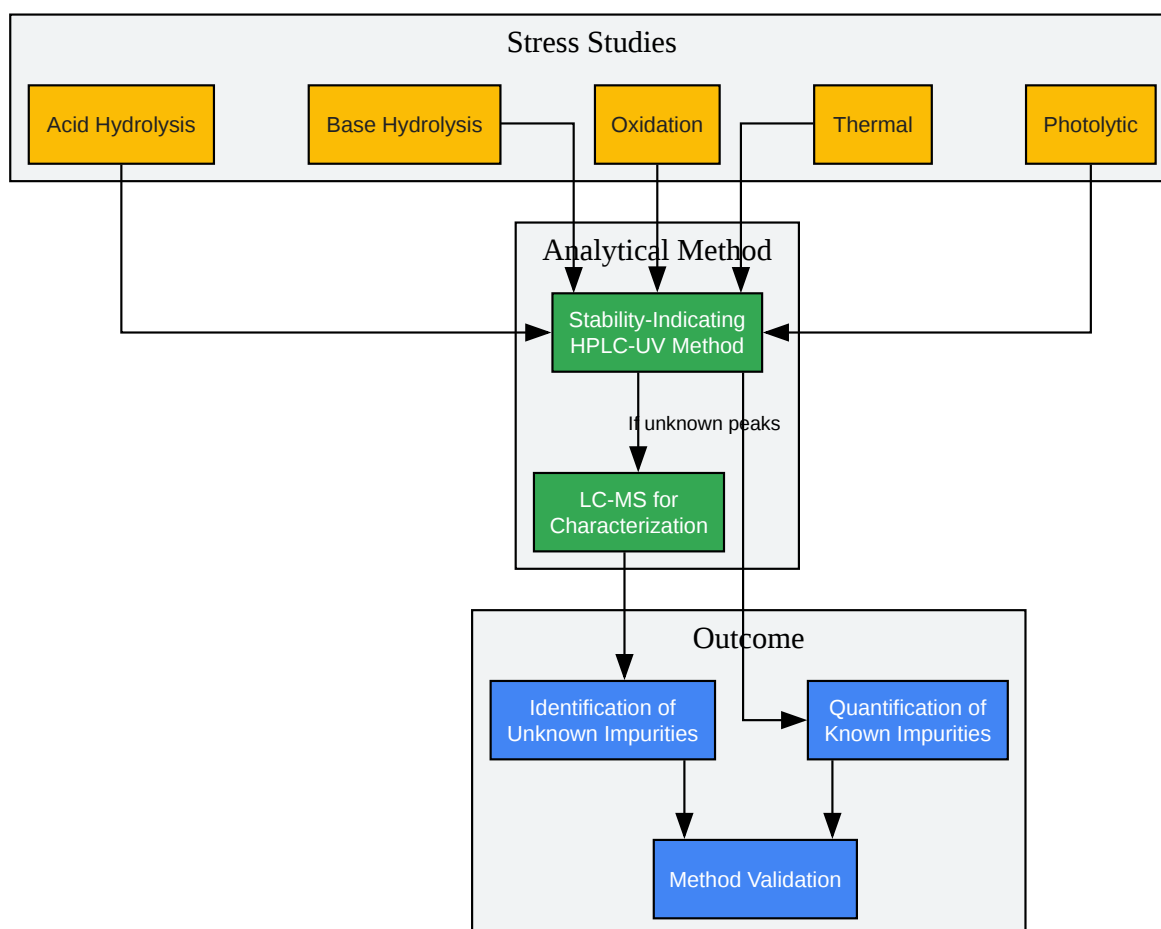 Stress Studies
Acid Hydrolysis
Base Hydrolysis
Oxidation
Thermal
Photolytic
Analytical Method
Stability-Indicating
HPLC-UV Method
If unknown peaks
LC-MS for
Characterization
Outcome
Identification of
Unknown Impurities
Quantification of
Known Impurities
Method Validation